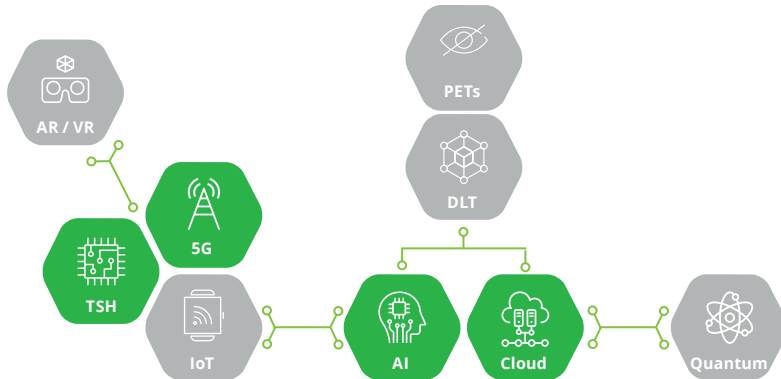 PETs
AR / VR
DLT
5G
TSH
IoT
AI
Cloud
Quantum